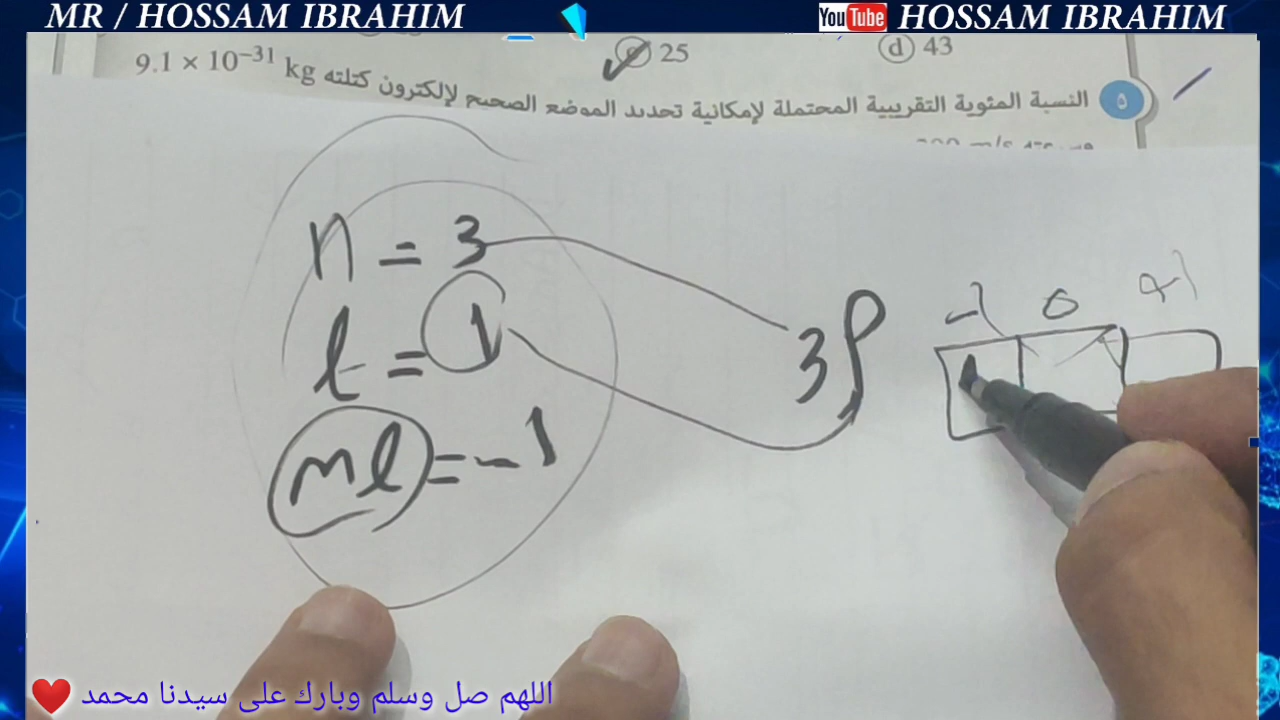 MR / HOSSAM IBRAHIM
YouTube HOSSAM IBRAHIM
25
d 43
٥ النسبة المئوية التقريبية المحتملة لإمكانية تحديد الموضع الصحيح لإلكترون كتلته 9.1 × 10⁻³¹ kg
n = 3
l = 1
ml = -1
3p
-1 0 +1
اللهم صل وسلم وبارك على سيدنا محمد